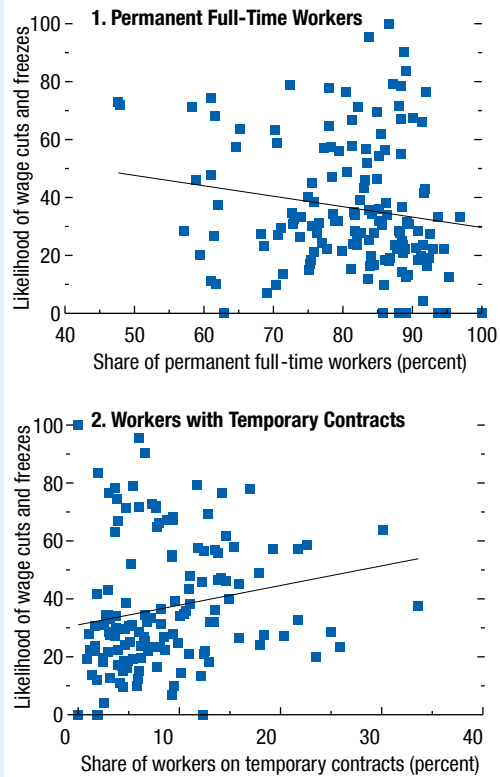 1. Permanent Full-Time Workers
Likelihood of wage cuts and freezes
100
80
60
40
20
0
40 50 60 70 80 90 100
Share of permanent full-time workers (percent)
2. Workers with Temporary Contracts
Likelihood of wage cuts and freezes
100
80
60
40
20
0
0 10 20 30 40
Share of workers on temporary contracts (percent)